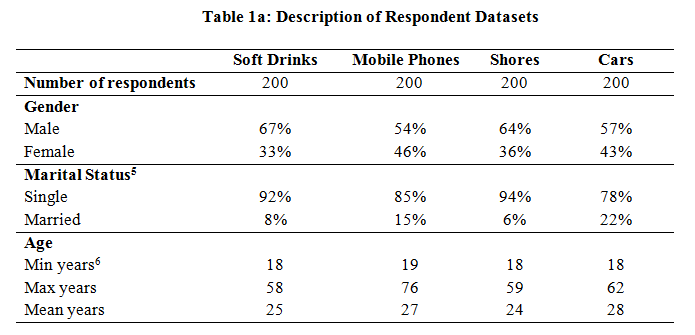 Table 1a: Description of Respondent Datasets
Soft Drinks Mobile Phones Shores Cars
Number of respondents 200 200 200 200
Gender
Male 67% 54% 64% 57%
Female 33% 46% 36% 43%
Marital Status⁵
Single 92% 85% 94% 78%
Married 8% 15% 6% 22%
Age
Min years⁶ 18 19 18 18
Max years 58 76 59 62
Mean years 25 27 24 28